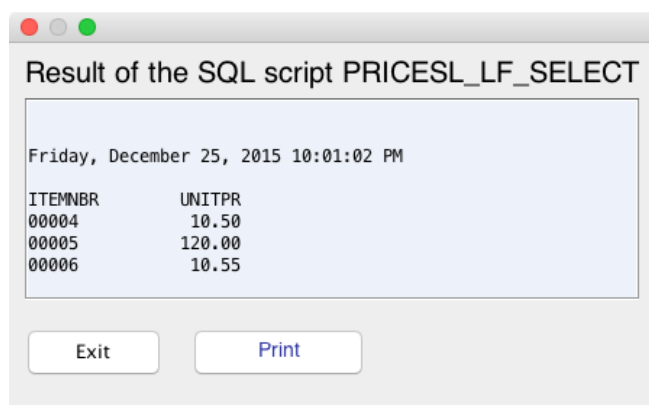 Result of the SQL script PRICESL_LF_SELECT
Friday, December 25, 2015 10:01:02 PM
ITEMNBR UNITPR
00004 10.50
00005 120.00
00006 10.55
Exit Print